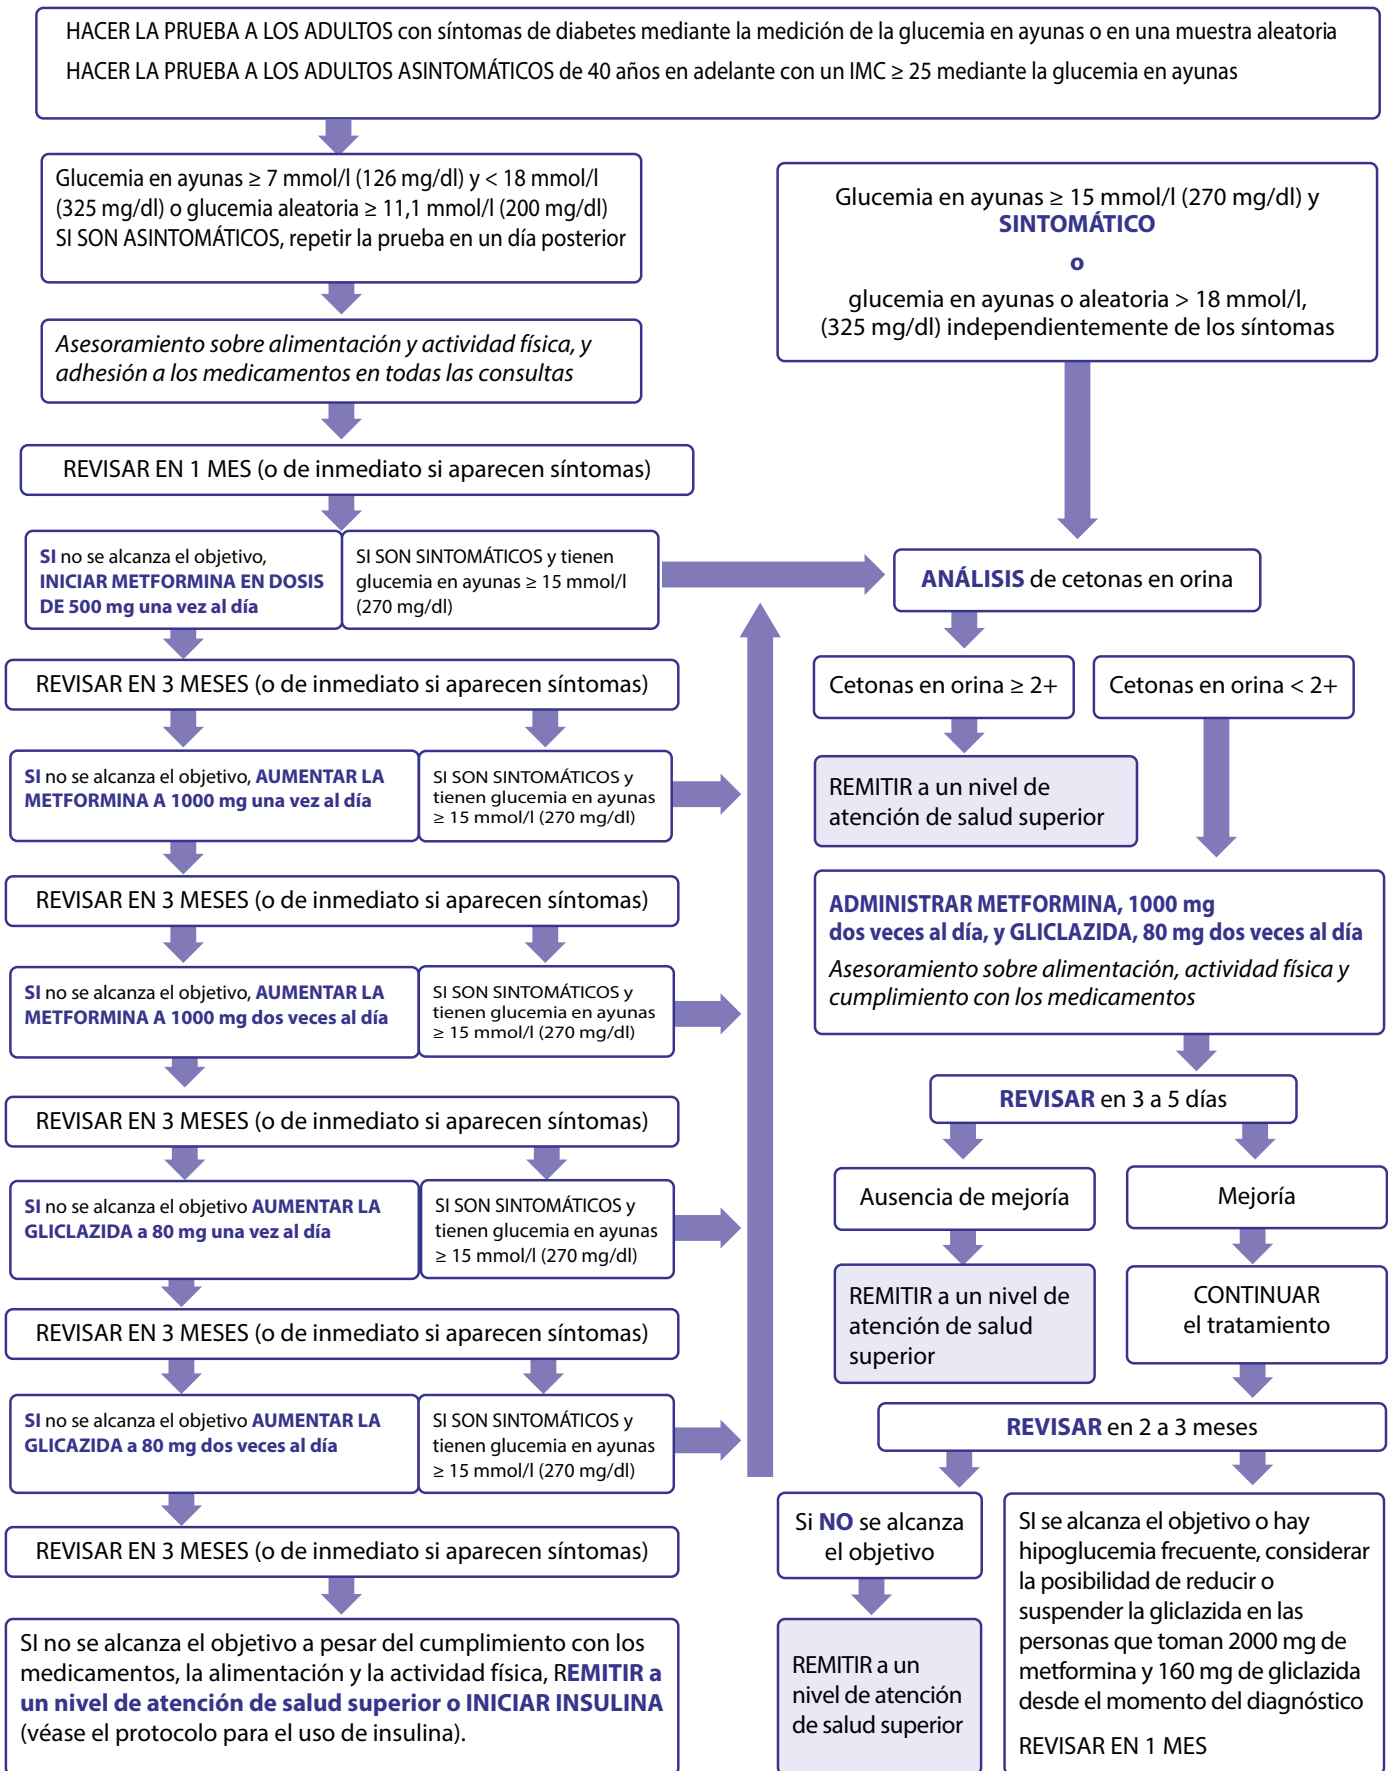 HACER LA PRUEBA A LOS ADULTOS con síntomas de diabetes mediante la medición de la glucemia en ayunas o en una muestra aleatoria
HACER LA PRUEBA A LOS ADULTOS ASINTOMÁTICOS de 40 años en adelante con un IMC ≥ 25 mediante la glucemia en ayunas
Glucemia en ayunas ≥ 7 mmol/l (126 mg/dl) y < 18 mmol/l
(325 mg/dl) o glucemia aleatoria ≥ 11,1 mmol/l (200 mg/dl)
SI SON ASINTOMÁTICOS, repetir la prueba en un día posterior
Asesoramiento sobre alimentación y actividad física, y
adhesión a los medicamentos en todas las consultas
REVISAR EN 1 MES (o de inmediato si aparecen síntomas)
SI no se alcanza el objetivo,
INICIAR METFORMINA EN DOSIS
DE 500 mg una vez al día
SI SON SINTOMÁTICOS y tienen
glucemia en ayunas ≥ 15 mmol/l
(270 mg/dl)
REVISAR EN 3 MESES (o de inmediato si aparecen síntomas)
SI no se alcanza el objetivo, AUMENTAR LA
METFORMINA A 1000 mg una vez al día
SI SON SINTOMÁTICOS y
tienen glucemia en ayunas
≥ 15 mmol/l (270 mg/dl)
REVISAR EN 3 MESES (o de inmediato si aparecen síntomas)
SI no se alcanza el objetivo, AUMENTAR LA
METFORMINA A 1000 mg dos veces al día
SI SON SINTOMÁTICOS y
tienen glucemia en ayunas
≥ 15 mmol/l (270 mg/dl)
REVISAR EN 3 MESES (o de inmediato si aparecen síntomas)
SI no se alcanza el objetivo AUMENTAR LA
GLICLAZIDA a 80 mg una vez al día
SI SON SINTOMÁTICOS y
tienen glucemia en ayunas
≥ 15 mmol/l (270 mg/dl)
REVISAR EN 3 MESES (o de inmediato si aparecen síntomas)
SI no se alcanza el objetivo AUMENTAR LA
GLICAZIDA a 80 mg dos veces al día
SI SON SINTOMÁTICOS y
tienen glucemia en ayunas
≥ 15 mmol/l (270 mg/dl)
REVISAR EN 3 MESES (o de inmediato si aparecen síntomas)
SI no se alcanza el objetivo a pesar del cumplimiento con los
medicamentos, la alimentación y la actividad física, REMITIR a
un nivel de atención de salud superior o INICIAR INSULINA
(véase el protocolo para el uso de insulina).
Glucemia en ayunas ≥ 15 mmol/l (270 mg/dl) y
SINTOMÁTICO
o
glucemia en ayunas o aleatoria > 18 mmol/l,
(325 mg/dl) independientemente de los síntomas
ANÁLISIS de cetonas en orina
Cetonas en orina ≥ 2+
Cetonas en orina < 2+
REMITIR a un nivel de
atención de salud superior
ADMINISTRAR METFORMINA, 1000 mg
dos veces al día, y GLICLAZIDA, 80 mg dos veces al día
Asesoramiento sobre alimentación, actividad física y
cumplimiento con los medicamentos
REVISAR en 3 a 5 días
Ausencia de mejoría
Mejoría
REMITIR a un nivel de
atención de salud
superior
CONTINUAR
el tratamiento
REVISAR en 2 a 3 meses
Si NO se alcanza
el objetivo
REMITIR a un
nivel de atención
de salud superior
SI se alcanza el objetivo o hay
hipoglucemia frecuente, considerar
la posibilidad de reducir o
suspender la gliclazida en las
personas que toman 2000 mg de
metformina y 160 mg de gliclazida
desde el momento del diagnóstico
REVISAR EN 1 MES